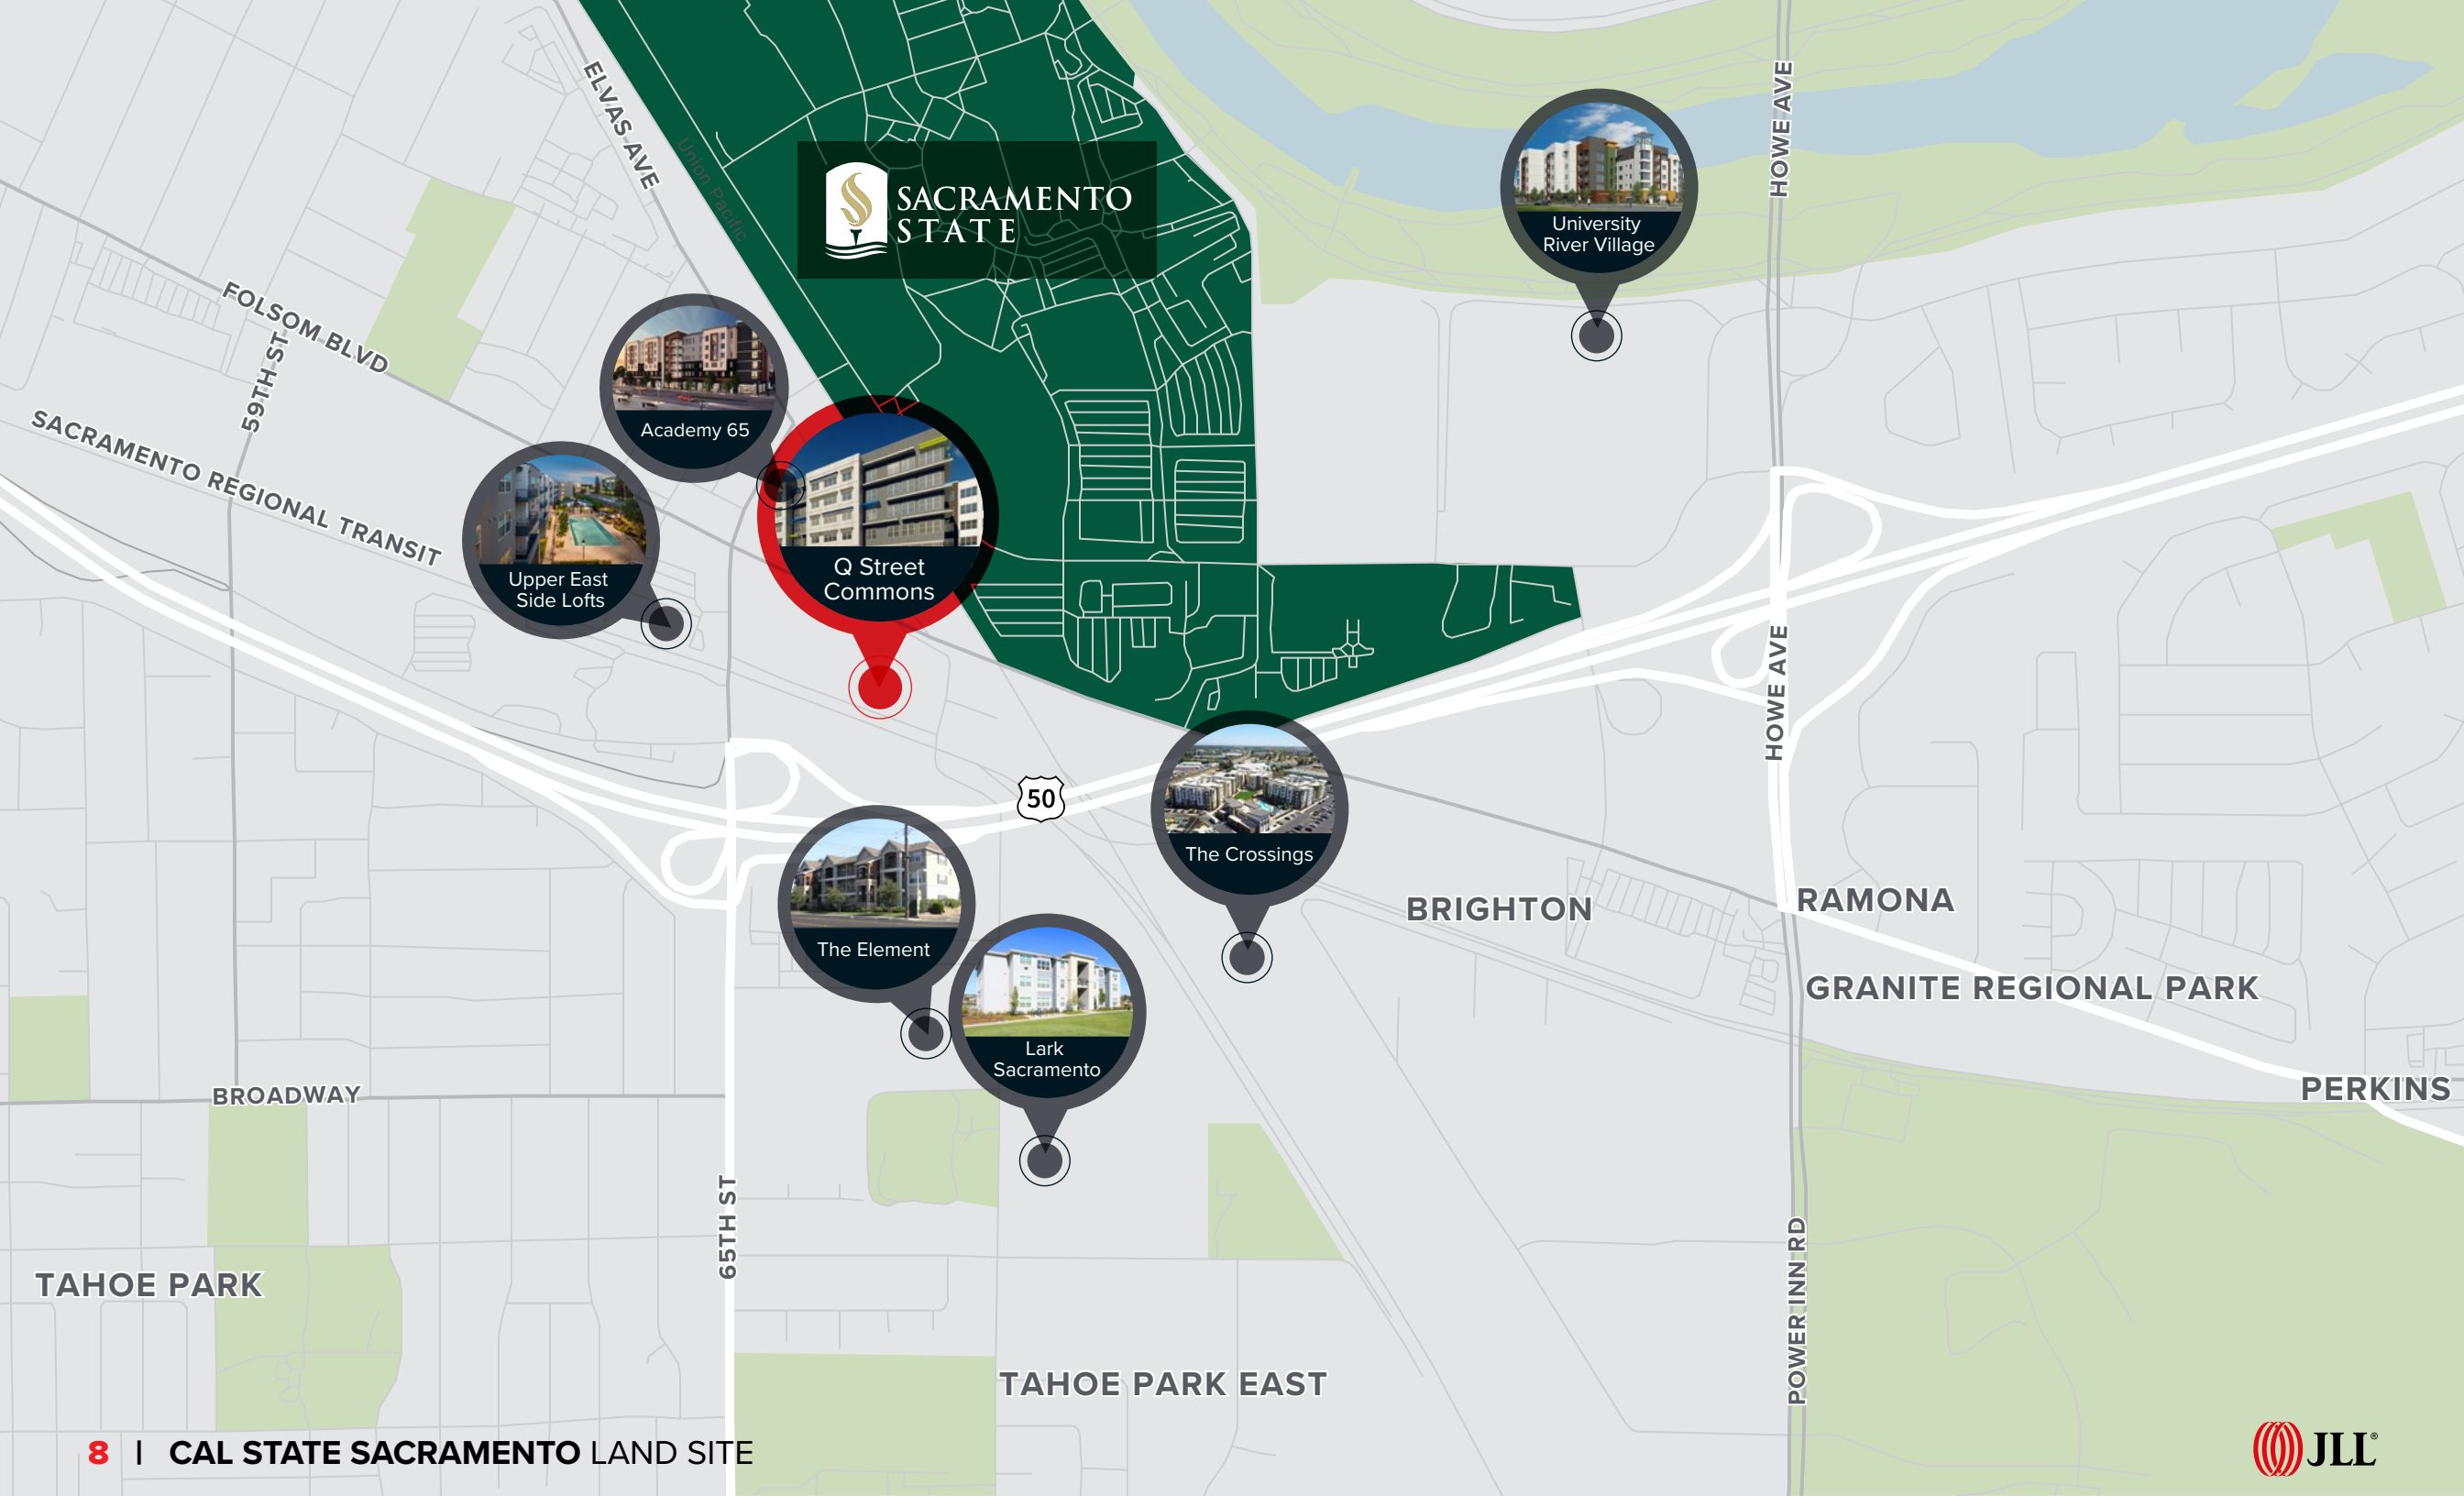 ELVAS AVE
Union Pacific
HOWE AVE
SACRAMENTO
STATE
University
River Village
FOLSOM BLVD
59TH ST
SACRAMENTO REGIONAL TRANSIT
Academy 65
Upper East
Side Lofts
Q Street
Commons
HOWE AVE
50
The Crossings
The Element
BRIGHTON
RAMONA
GRANITE REGIONAL PARK
Lark
Sacramento
BROADWAY
PERKINS
65TH ST
TAHOE PARK
POWER INN RD
TAHOE PARK EAST
8 | CAL STATE SACRAMENTO LAND SITE
JLL®